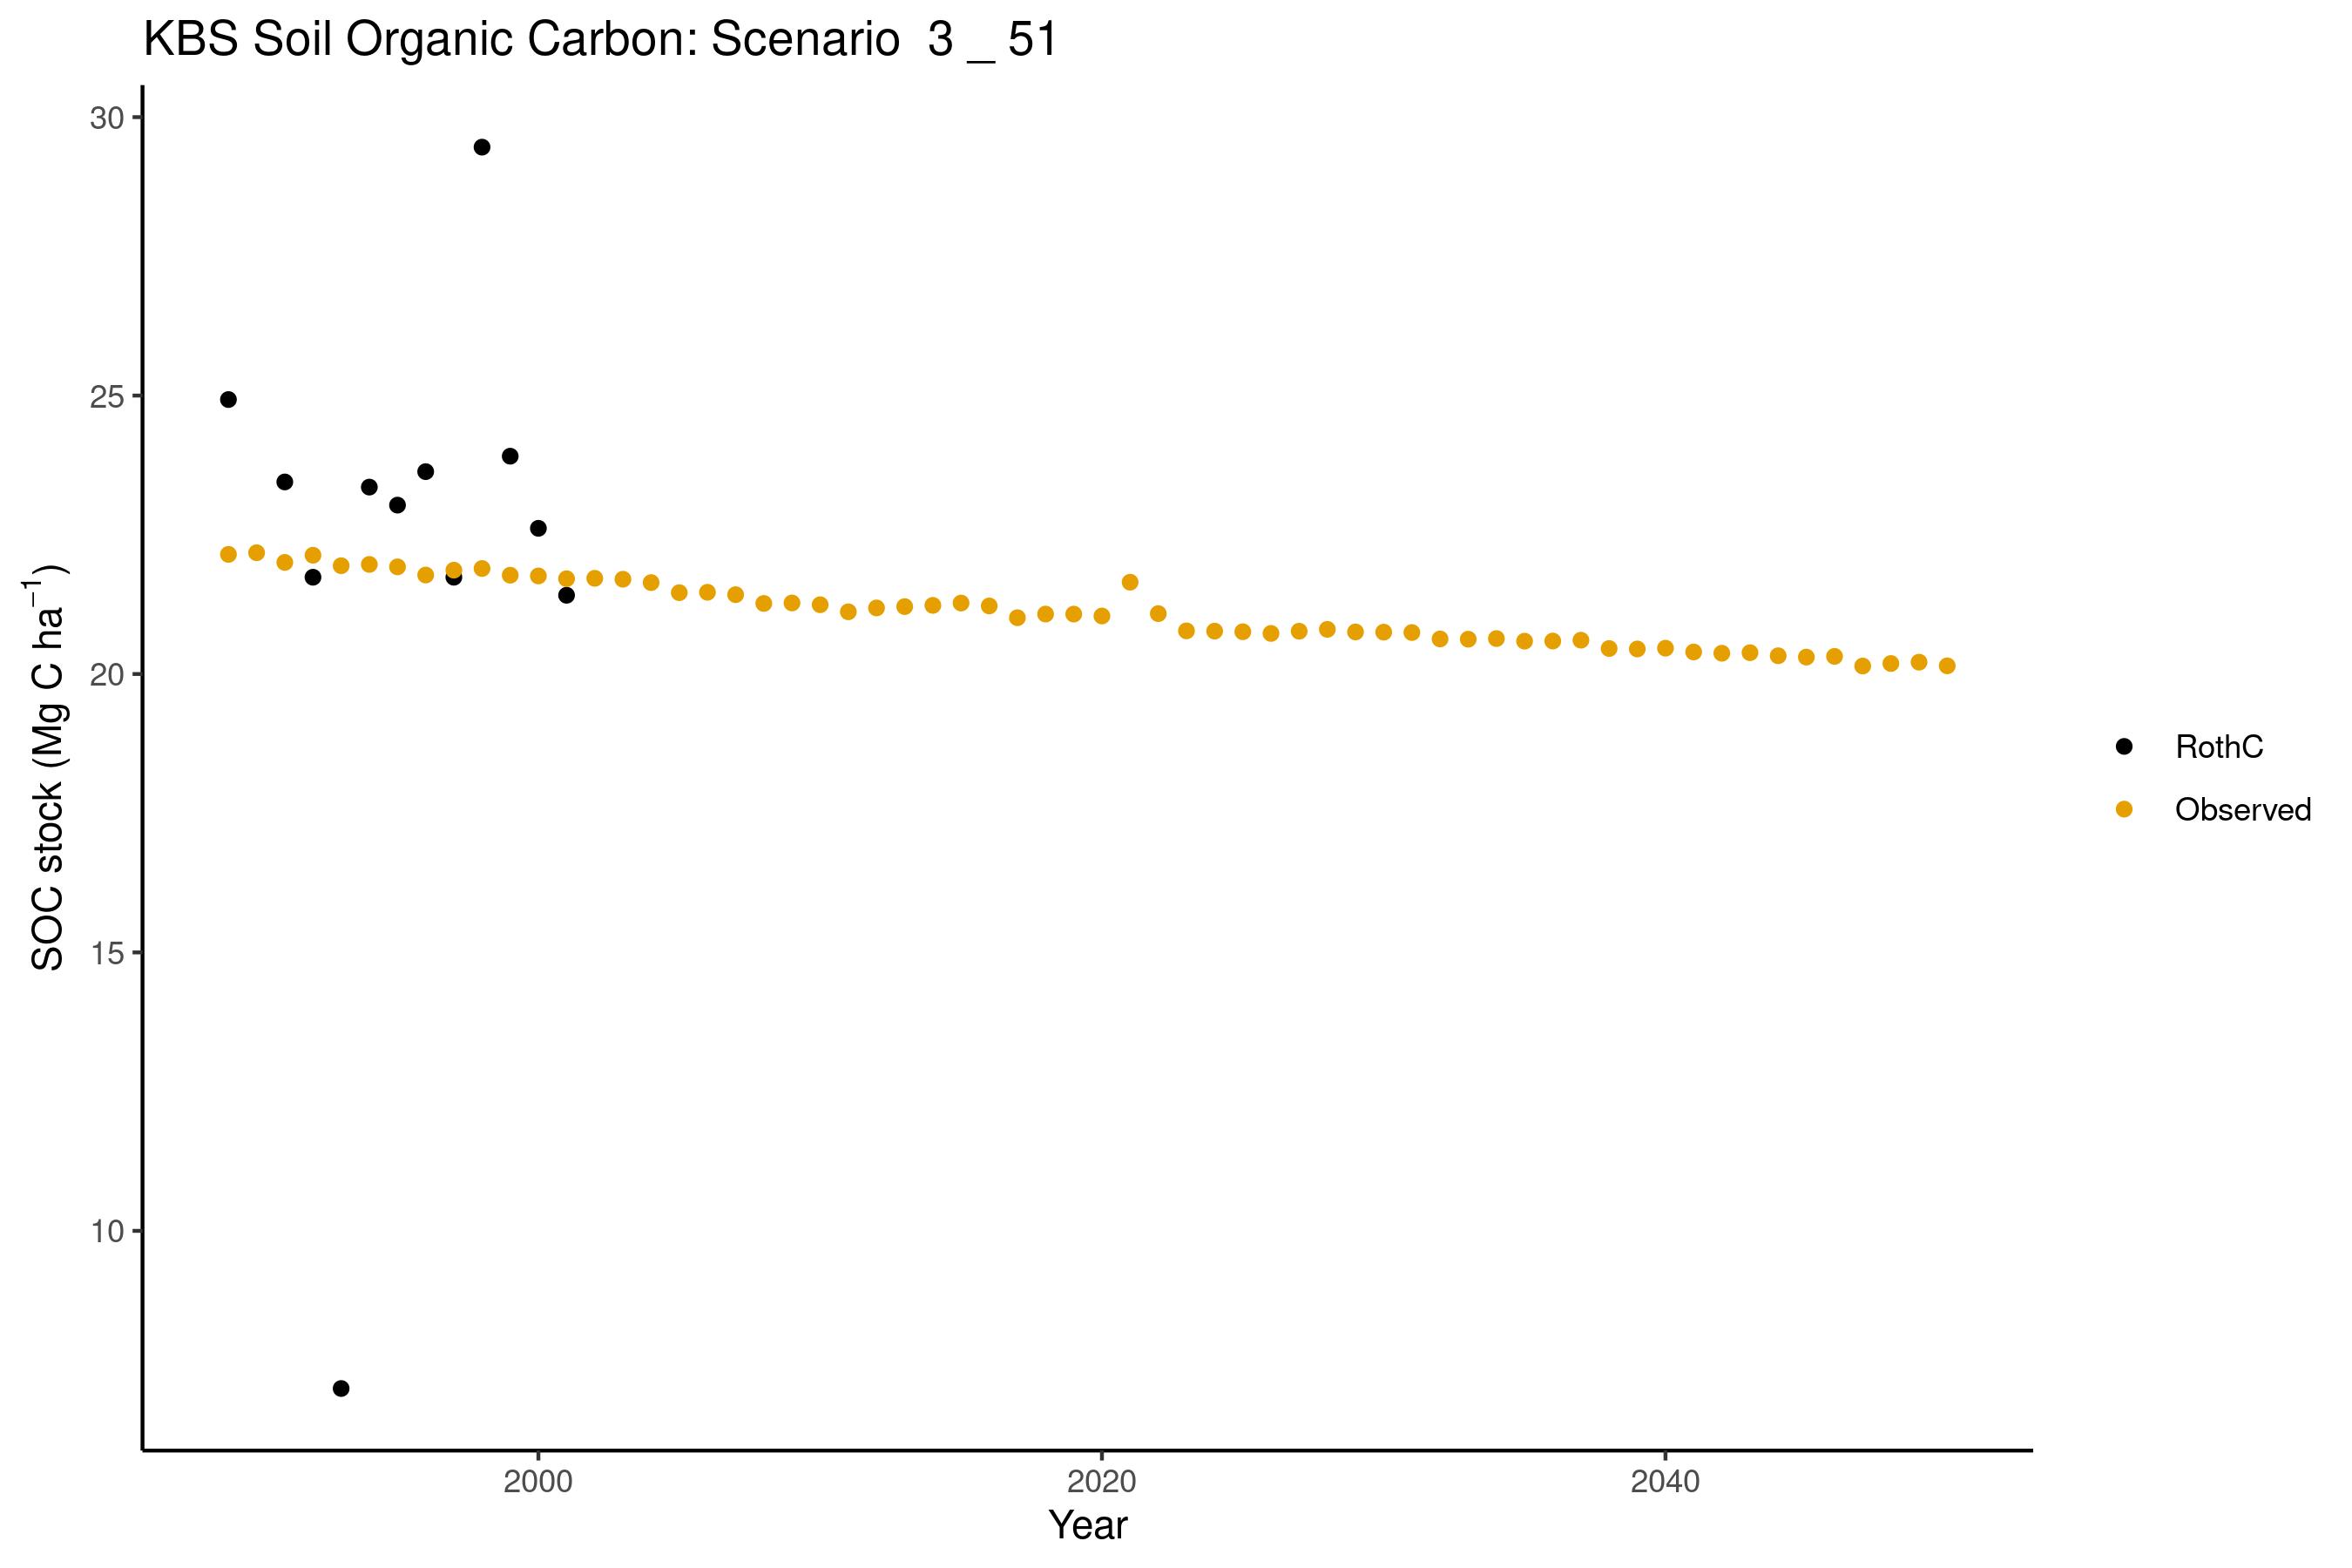 KBS Soil Organic Carbon: Scenario  3 _ 51
30
25
20
15
10
SOC stock (Mg C ha⁻¹)
2000
2020
2040
Year
RothC
Observed